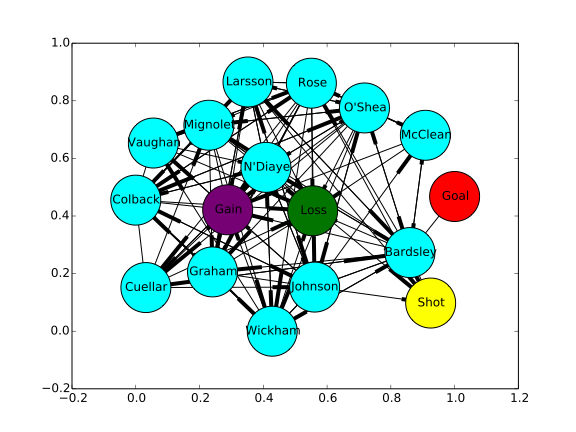 1.0
0.8
0.6
0.4
0.2
0.0
−0.2
Larsson
Rose
O'Shea
Mignolet
McClean
Vaughan
N'Diaye
Colback
Gain
Loss
Goal
Bardsley
Graham
Cuellar
Johnson
Shot
Wickham
−0.2 0.0 0.2 0.4 0.6 0.8 1.0 1.2